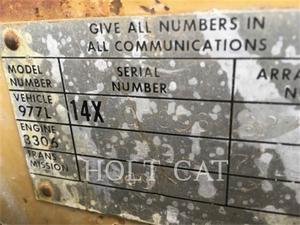 GIVE ALL NUMBERS IN
ALL COMMUNICATIONS
MODEL
NUMBER
SERIAL
NUMBER
ARRA
N
VEHICLE
977L
14X
ENGINE
3306
TRANS
MISSION
HOLT CAT